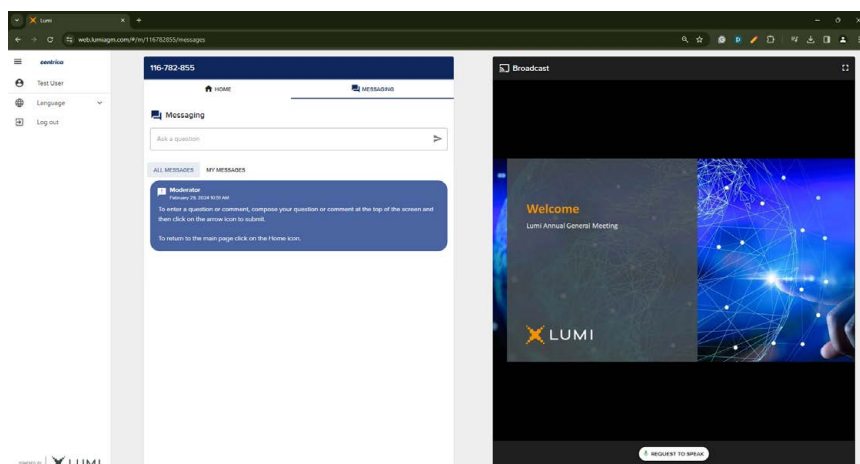 Lumi
web.lumiagm.com/#/m/116782855/messages
centrica
Test User
Language
Log out
116-782-855
HOME
MESSAGING
Messaging
Ask a question
ALL MESSAGES
MY MESSAGES
Moderator
February 29, 2024 10:51 AM
To enter a question or comment, compose your question or comment at the top of the screen and
then click on the arrow icon to submit.
To return to the main page click on the Home icon.
Broadcast
Welcome
Lumi Annual General Meeting
LUMI
REQUEST TO SPEAK
POWERED BY
LUMI